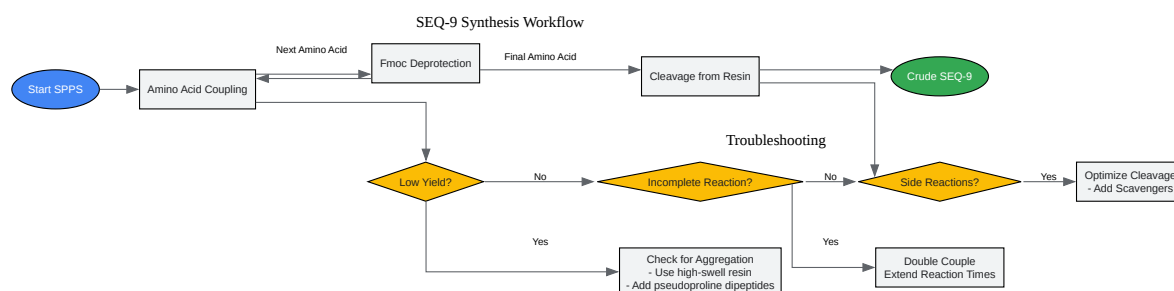 SEQ-9 Synthesis Workflow
Next Amino Acid
Fmoc Deprotection
Final Amino Acid
Start SPPS
Amino Acid Coupling
Cleavage from Resin
Crude SEQ-9
Troubleshooting
Low Yield?
No
Incomplete Reaction?
No
Side Reactions?
Yes
Optimize Cleavage
- Add Scavengers
Yes
Check for Aggregation
- Use high-swell resin
- Add pseudoproline dipeptides
Yes
Double Couple
Extend Reaction Times